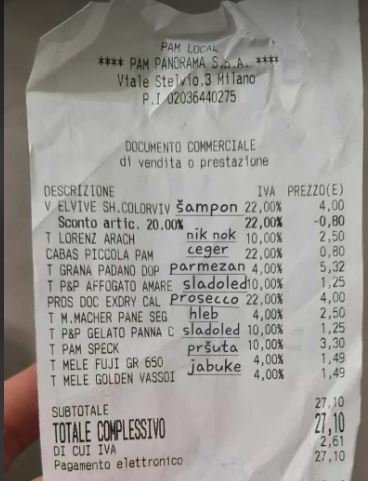 PAM LOCAL
**** PAM PANORAMA S.p.A. ****
Viale Stelvio,3 Milano
P.I 02036440275
DOCUMENTO COMMERCIALE
di vendita o prestazione
DESCRIZIONE IVA PREZZO(E)
V ELVIVE SH.COLORVIV šampon 22,00% 4,00
Sconto artic. 20.00% 22,00% -0,80
T LORENZ ARACH nik nok 10,00% 2,50
CABAS PICCOLA PAM ceger 22,00% 0,80
T GRANA PADANO DOP parmezan 4,00% 5,32
T P&P AFFOGATO AMARE sladoled 10,00% 1,25
PROS DOC EXDRY CAL prosecco 22,00% 4,00
T M.MACHER PANE SEG hleb 4,00% 2,50
T P&P GELATO PANNA C sladoled 10,00% 1,25
T PAM SPECK pršuta 10,00% 3,30
T MELE FUJI GR 650 jabuke 4,00% 1,49
T MELE GOLDEN VASSOI 4,00% 1,49
SUBTOTALE 27,10
TOTALE COMPLESSIVO 27,10
DI CUI IVA 2,61
Pagamento elettronico 27,10